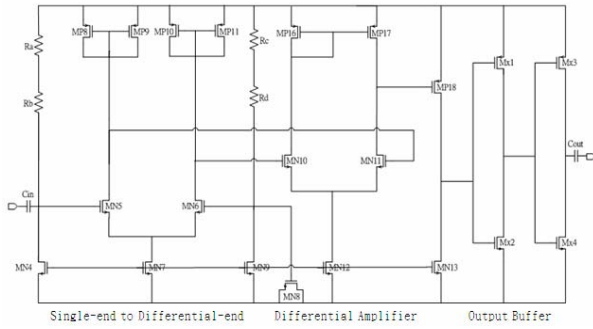 MP8 MP9 MP10 MP11 MP16 MP17
Ra Rc
Mx1 Mx3
MP18
Rb Rd
Cout
MN10 MN11
Cin
MN5 MN6
Mx2 Mx4
MN4 MN7 MN9 MN12 MN13
MN8
Single-end to Differential-end Differential Amplifier Output Buffer